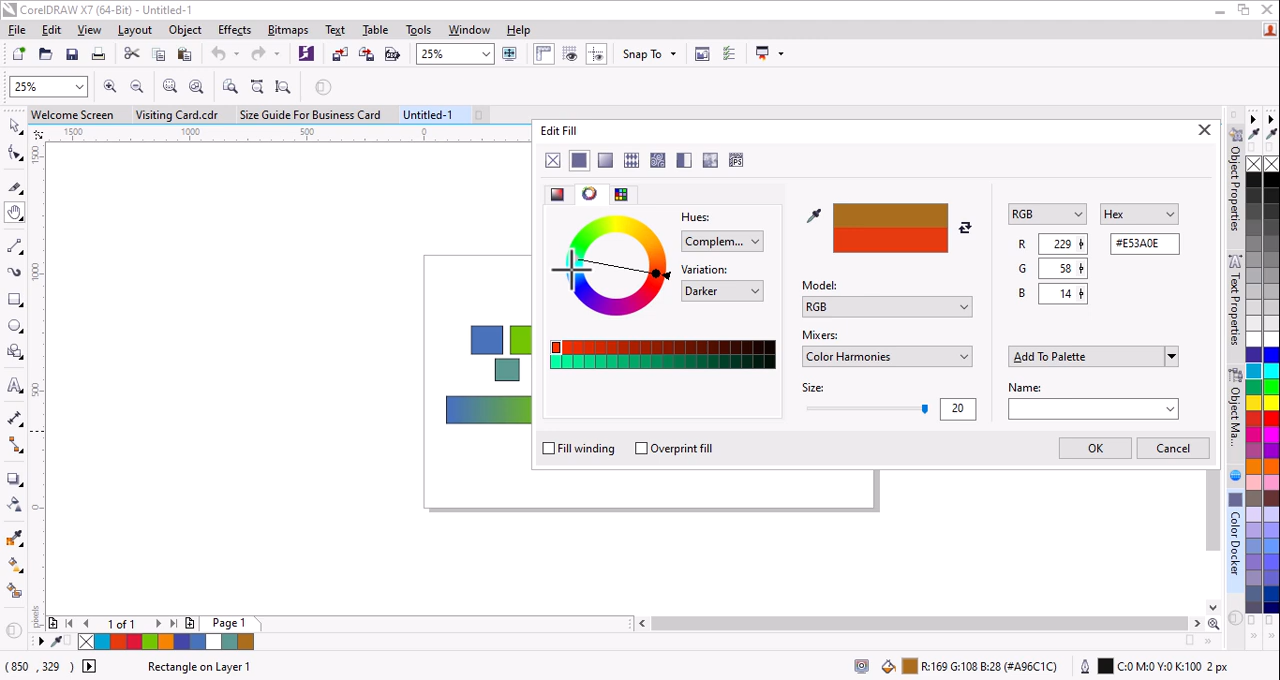 CorelDRAW X7 (64-Bit) - Untitled-1
File Edit View Layout Object Effects Bitmaps Text Table Tools Window Help
25% Snap To
25%
Welcome Screen Visiting Card.cdr Size Guide For Business Card Untitled-1
1500 1000 500 0
1500
1000
500
0
pixels
Edit Fill
Hues:
Complem...
Variation:
Darker
Model:
RGB
Mixers:
Color Harmonies
Size:
20
RGB Hex
R 229 #E53A0E
G 58
B 14
Add To Palette
Name:
Fill winding Overprint fill OK Cancel
Object Properties
Text Properties
Object Ma...
Color Docker
1 of 1 Page 1
( 850 , 329 ) Rectangle on Layer 1 R:169 G:108 B:28 (#A96C1C) C:0 M:0 Y:0 K:100 2 px